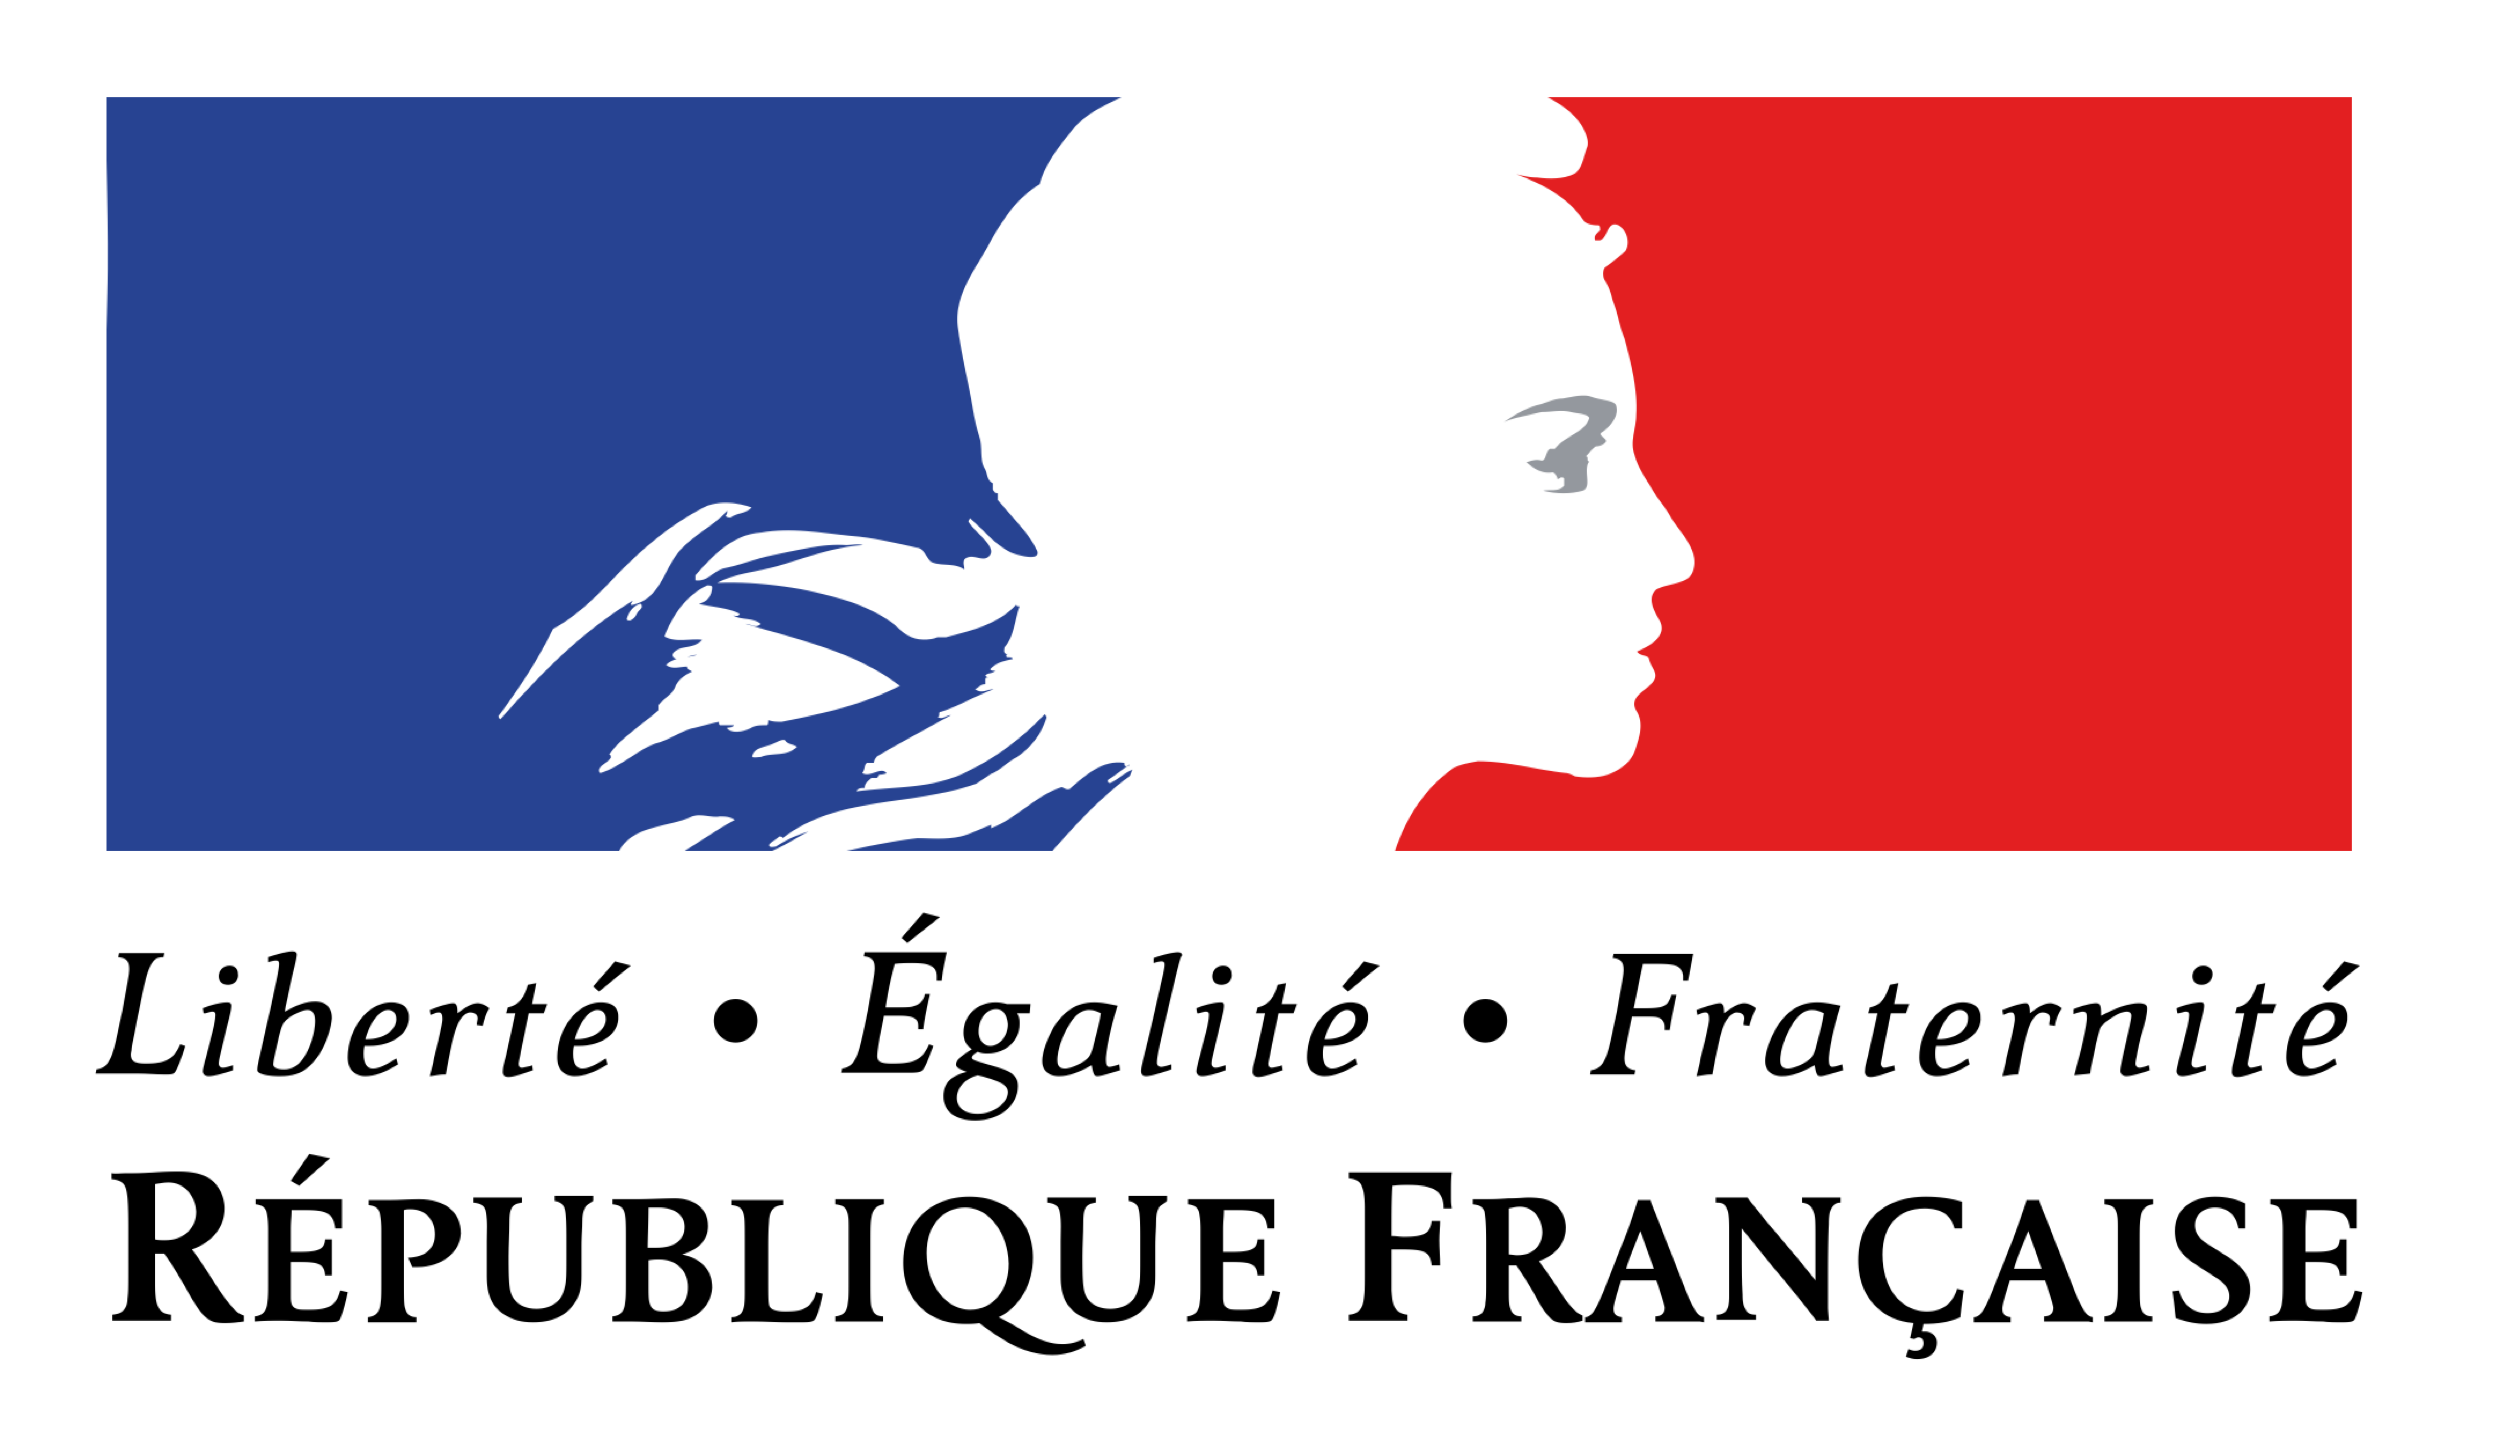 Liberté • Égalité • Fraternité
RÉPUBLIQUE FRANÇAISE